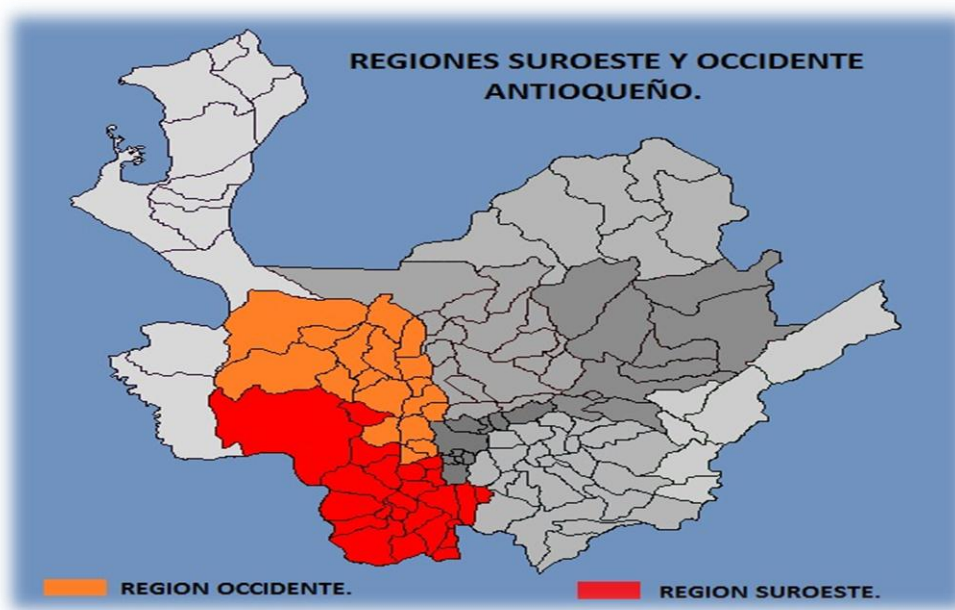 REGIONES SUROESTE Y OCCIDENTE
ANTIOQUEÑO.
REGION OCCIDENTE.
REGION SUROESTE.